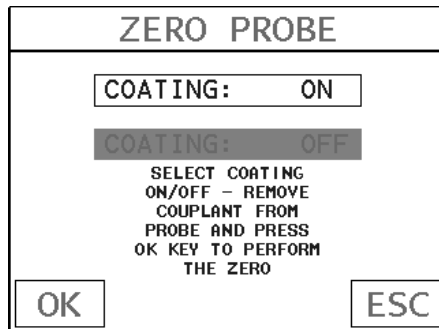 ZERO PROBE
COATING: ON
COATING: OFF
SELECT COATING
ON/OFF - REMOVE
COUPLANT FROM
PROBE AND PRESS
OK KEY TO PERFORM
THE ZERO
OK ESC